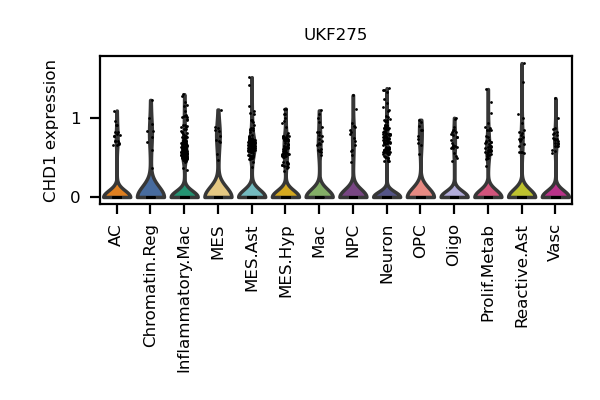 UKF275
CHD1 expression
1
0
AC
Chromatin.Reg
Inflammatory.Mac
MES
MES.Ast
MES.Hyp
Mac
NPC
Neuron
OPC
Oligo
Prolif.Metab
Reactive.Ast
Vasc